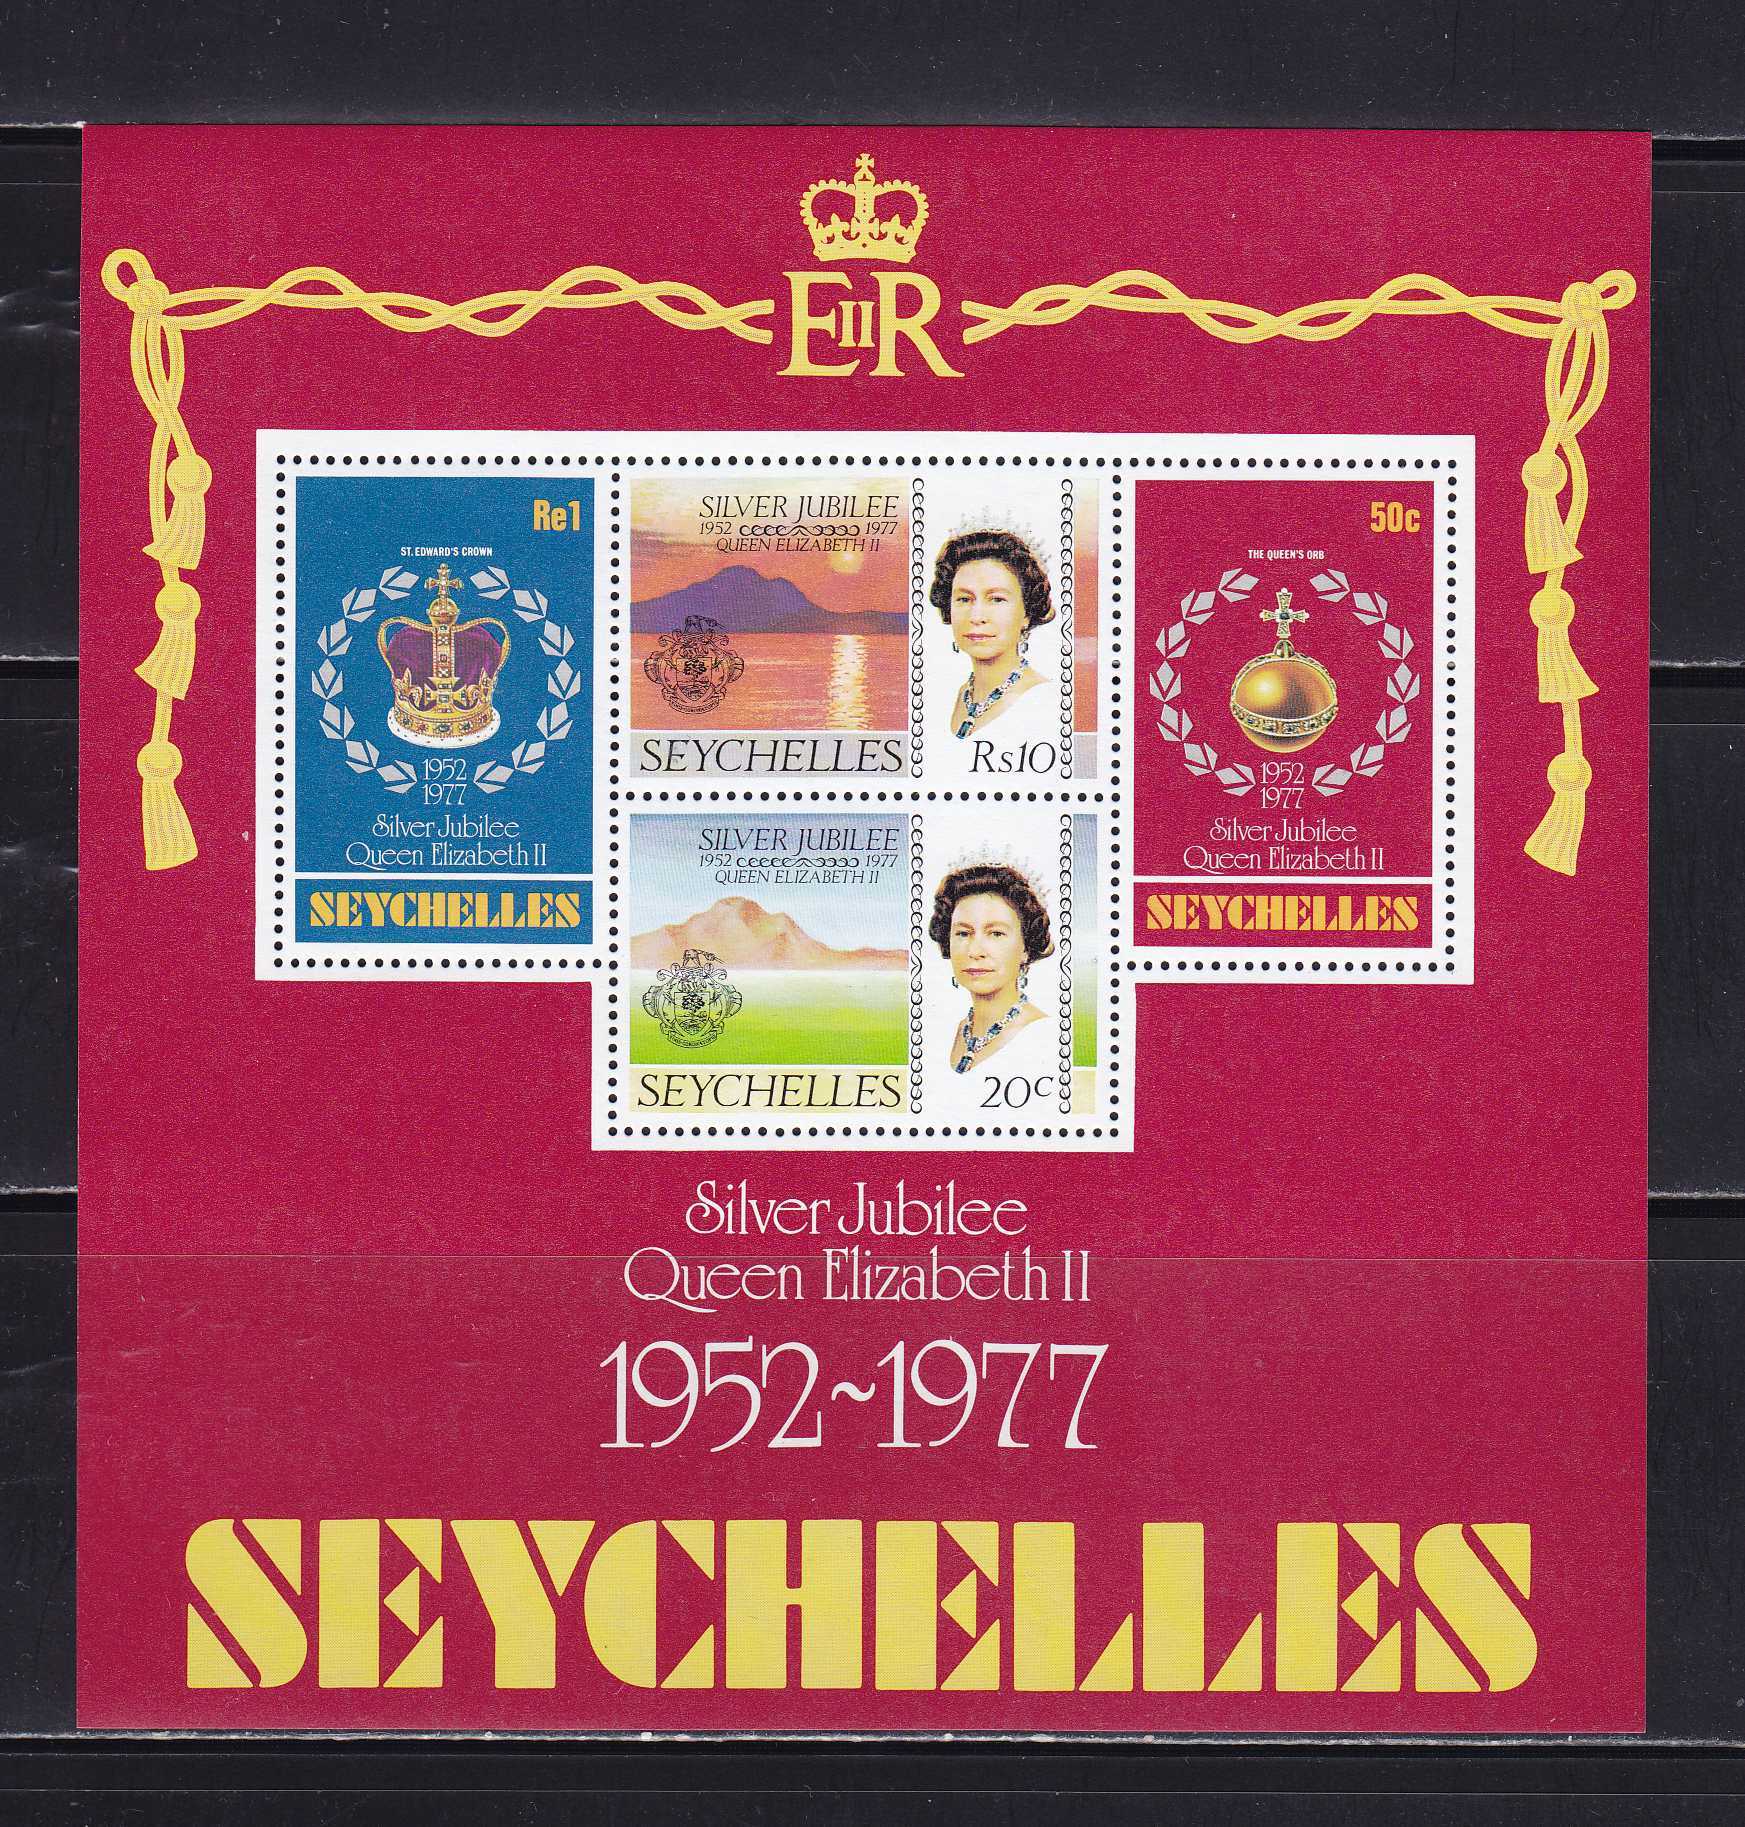 EIIR
Re1
ST. EDWARD'S CROWN
1952
1977
Silver Jubilee
Queen Elizabeth II
SEYCHELLES
SILVER JUBILEE
1952 1977
QUEEN ELIZABETH II
SEYCHELLES
Rs10
SILVER JUBILEE
1952 1977
QUEEN ELIZABETH II
SEYCHELLES
20c
50c
THE QUEEN'S ORB
1952
1977
Silver Jubilee
Queen Elizabeth II
SEYCHELLES
Silver Jubilee
Queen Elizabeth II
1952~1977
SEYCHELLES